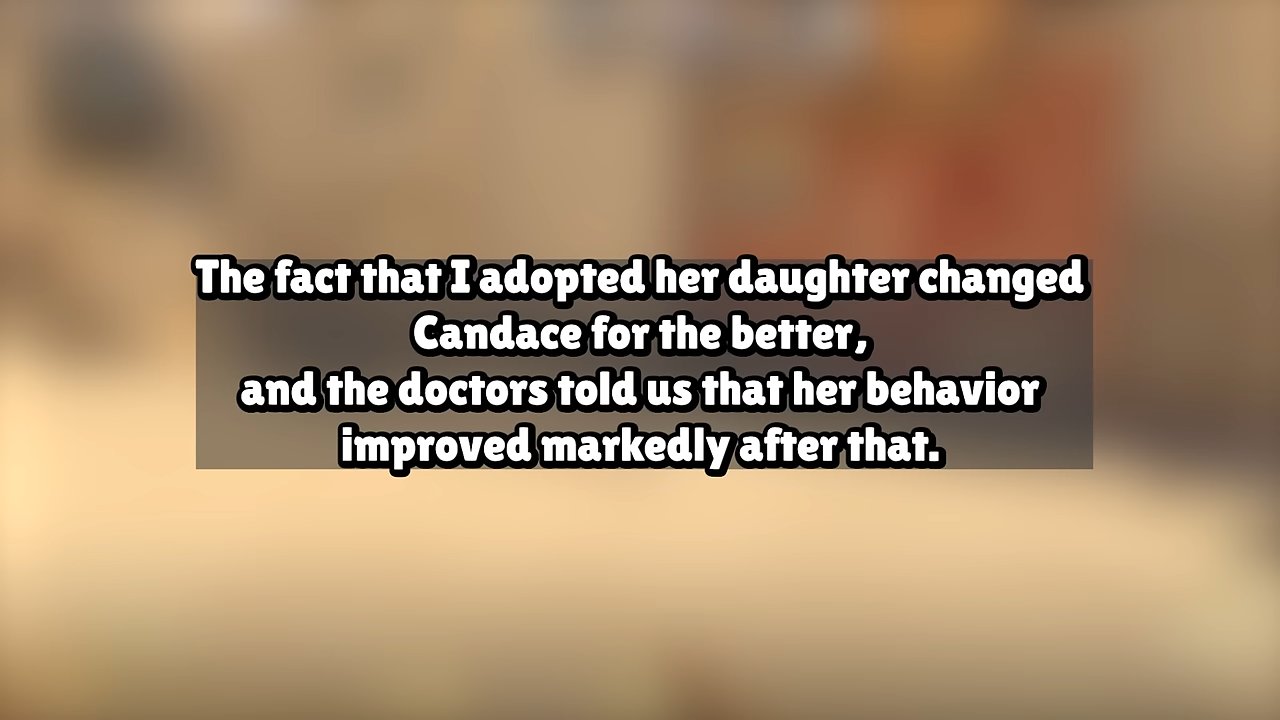 The fact that I adopted her daughter changed
Candace for the better,
and the doctors told us that her behavior
improved markedly after that.